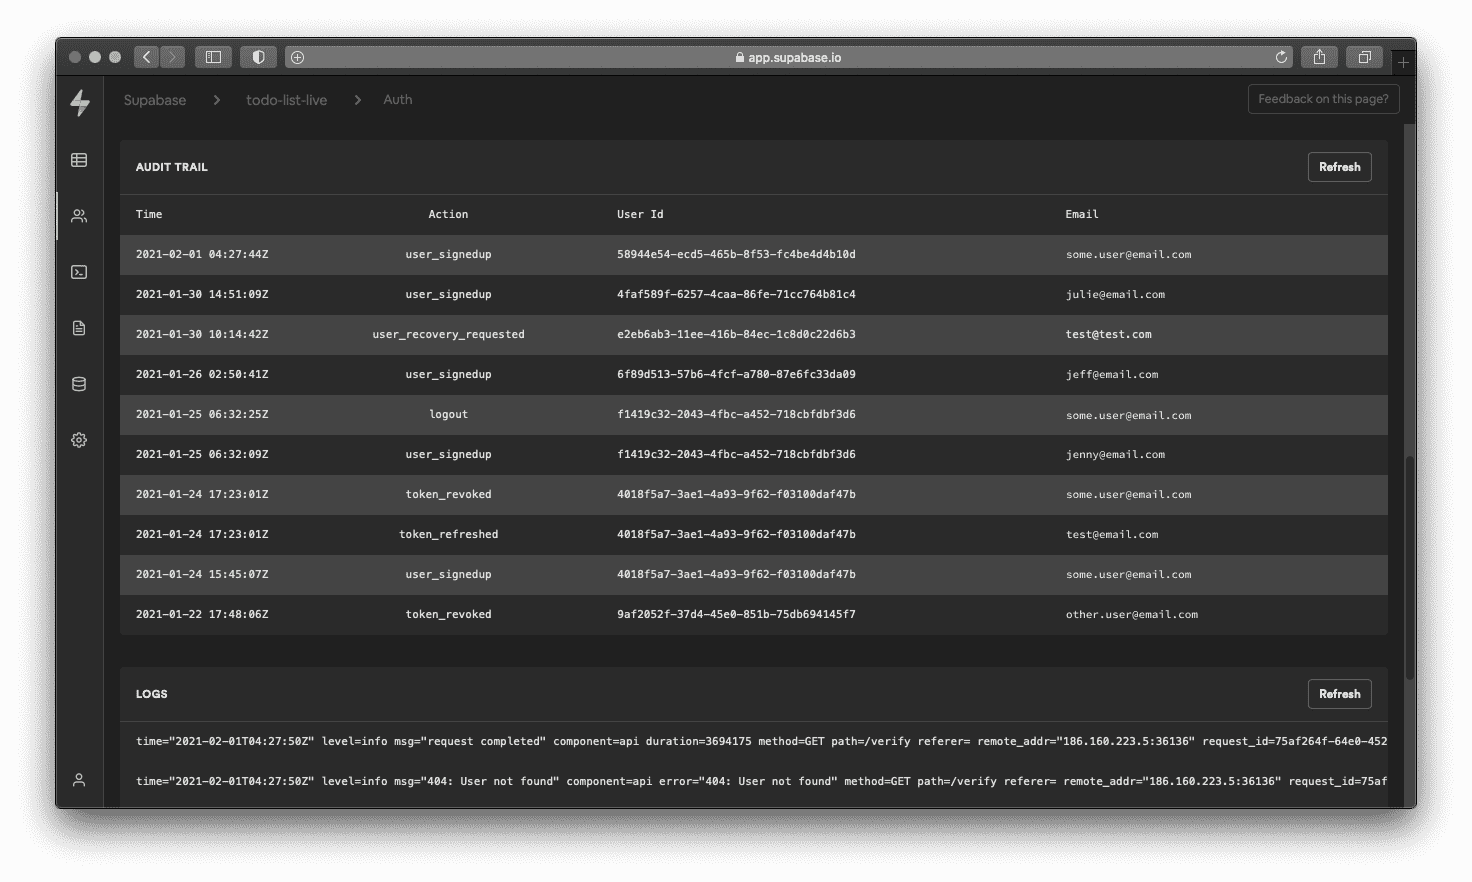 app.supabase.io
Supabase > todo-list-live > Auth
Feedback on this page?
AUDIT TRAIL
Refresh
Time Action User Id Email
2021-02-01 04:27:44Z user_signedup 58944e54-ecd5-465b-8f53-fc4be4d4b10d some.user@email.com
2021-01-30 14:51:09Z user_signedup 4faf589f-6257-4caa-86fe-71cc764b81c4 julie@email.com
2021-01-30 10:14:42Z user_recovery_requested e2eb6ab3-11ee-416b-84ec-1c8d0c22d6b3 test@test.com
2021-01-26 02:50:41Z user_signedup 6f89d513-57b6-4fcf-a780-87e6fc33da09 jeff@email.com
2021-01-25 06:32:25Z logout f1419c32-2043-4fbc-a452-718cbfdbf3d6 some.user@email.com
2021-01-25 06:32:09Z user_signedup f1419c32-2043-4fbc-a452-718cbfdbf3d6 jenny@email.com
2021-01-24 17:23:01Z token_revoked 4018f5a7-3ae1-4a93-9f62-f03100daf47b some.user@email.com
2021-01-24 17:23:01Z token_refreshed 4018f5a7-3ae1-4a93-9f62-f03100daf47b test@email.com
2021-01-24 15:45:07Z user_signedup 4018f5a7-3ae1-4a93-9f62-f03100daf47b some.user@email.com
2021-01-22 17:48:06Z token_revoked 9af2052f-37d4-45e0-851b-75db694145f7 other.user@email.com
LOGS
Refresh
time="2021-02-01T04:27:50Z" level=info msg="request completed" component=api duration=3694175 method=GET path=/verify referer= remote_addr="186.160.223.5:36136" request_id=75af264f-64e0-452
time="2021-02-01T04:27:50Z" level=info msg="404: User not found" component=api error="404: User not found" method=GET path=/verify referer= remote_addr="186.160.223.5:36136" request_id=75af